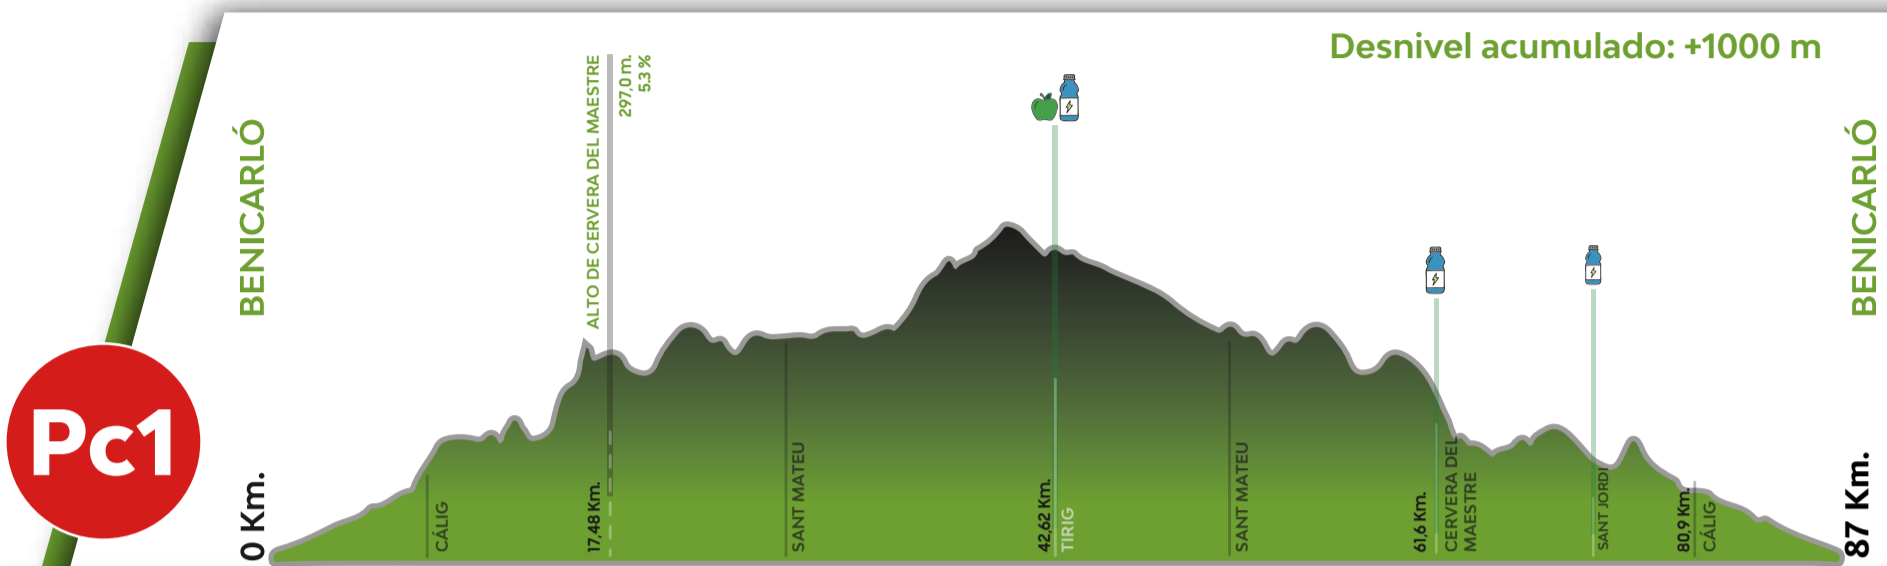 Desnivel acumulado: +1000 m
BENICARLÓ
0 Km.
Pc1
CÁLIG
ALTO DE CERVERA DEL MAESTRE
297,0 m.
5.3 %
17,48 Km.
SANT MATEU
42,62 Km.
TIRIG
SANT MATEU
61,6 Km.
CERVERA DEL
MAESTRE
SANT JORDI
80,9 Km.
CÁLIG
BENICARLÓ
87 Km.